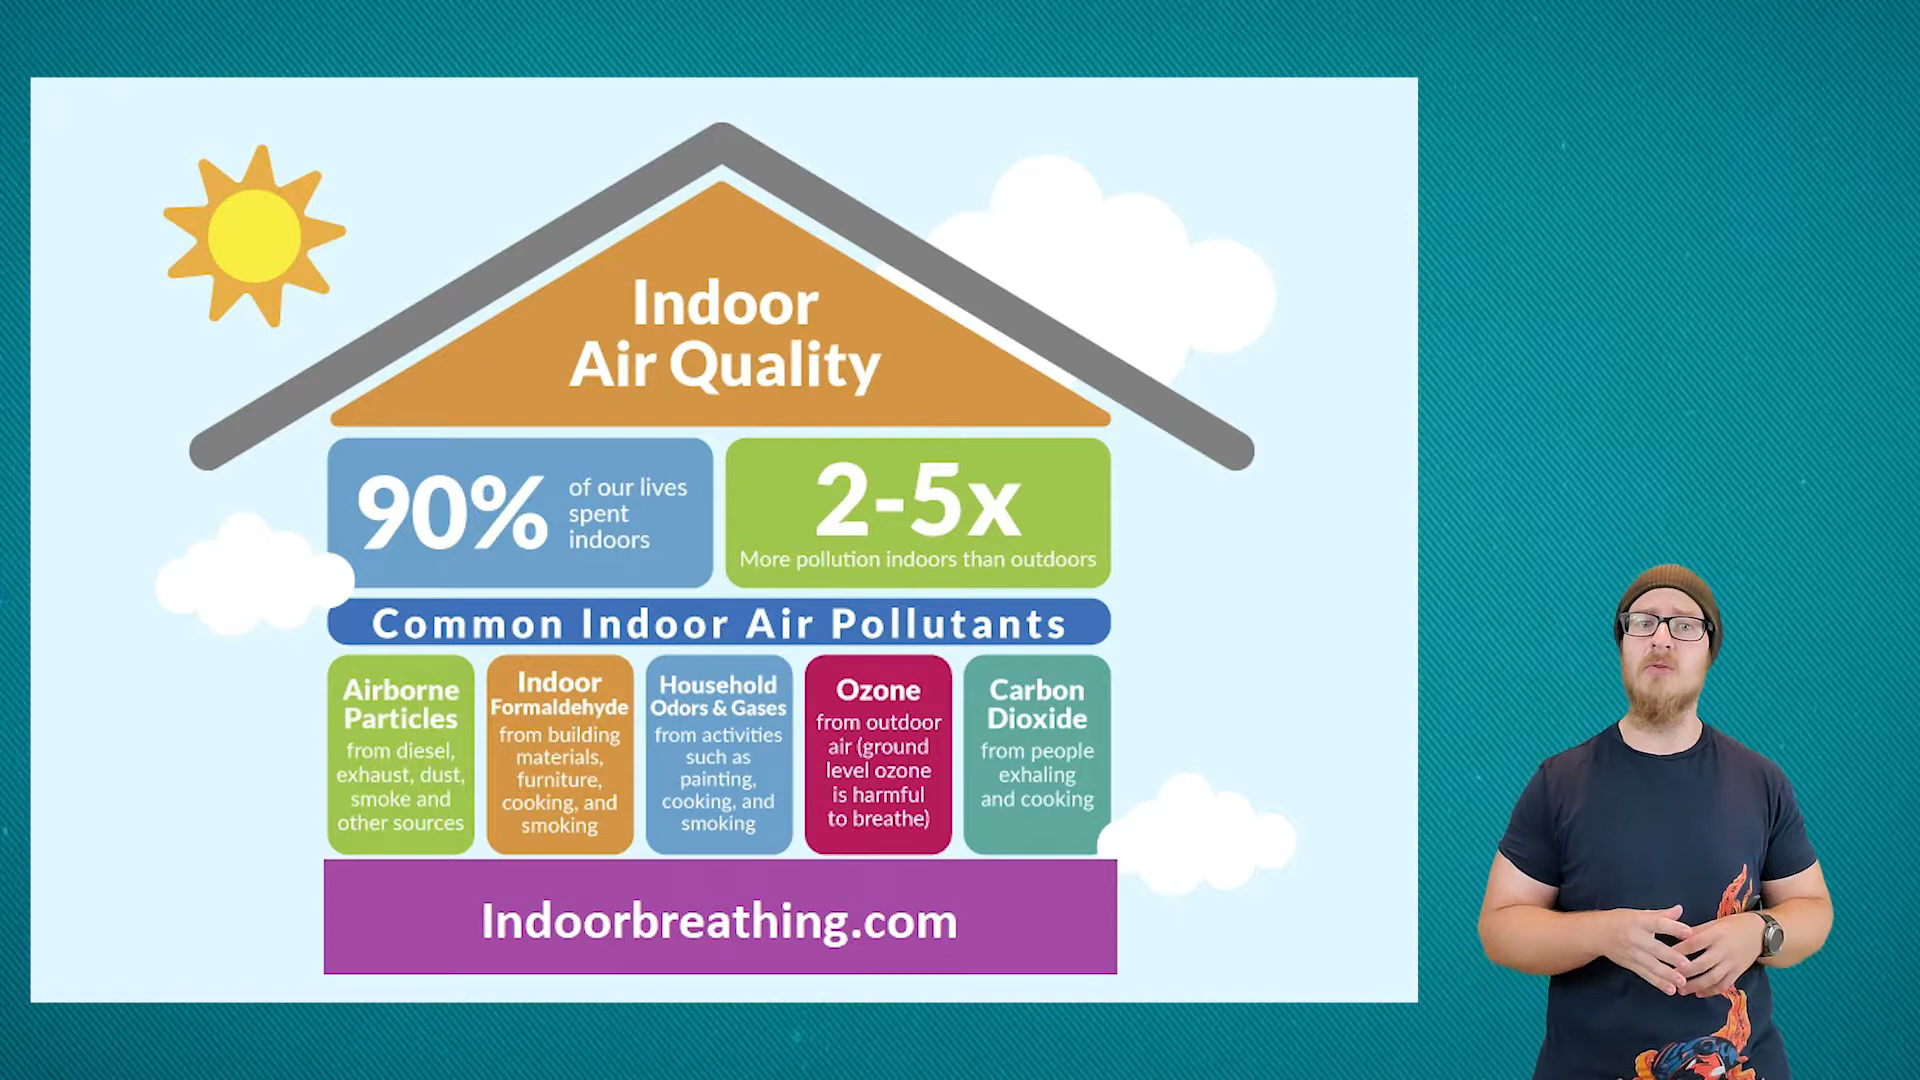 Indoor
Air Quality
90%
of our lives
spent
indoors
2-5x
More pollution indoors than outdoors
Common Indoor Air Pollutants
Airborne
Particles
from diesel,
exhaust, dust,
smoke and
other sources
Indoor
Formaldehyde
from building
materials,
furniture,
cooking, and
smoking
Household
Odors & Gases
from activities
such as
painting,
cooking, and
smoking
Ozone
from outdoor
air (ground
level ozone
is harmful
to breathe)
Carbon
Dioxide
from people
exhaling
and cooking
Indoorbreathing.com